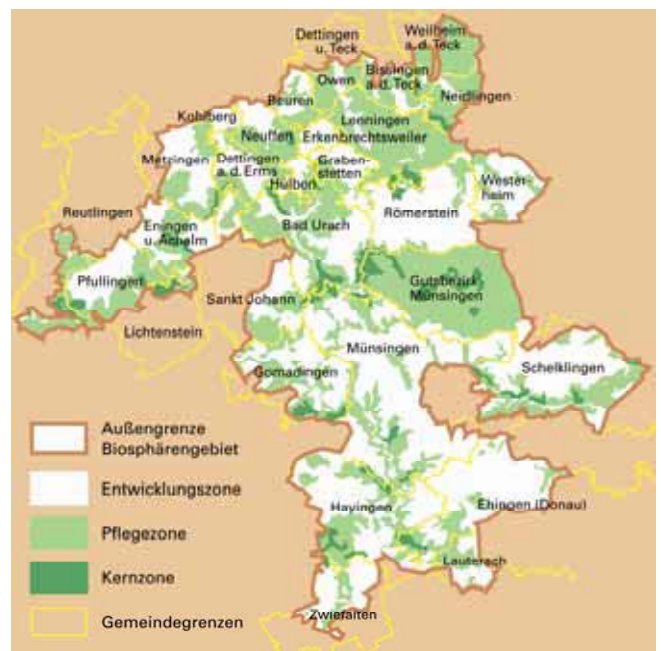 Dettingen
u. Teck
Weilheim
a. d. Teck
Owen
Bissingen
a. d. Teck
Beuren
Neidlingen
Kohlberg
Lenningen
Neuffen
Erkenbrechtsweiler
Metzingen
Dettingen
a. d. Erms
Graben-
stetten
Hülben
Wester-
heim
Reutlingen
Römerstein
Eningen
u. Achalm
Bad Urach
Pfullingen
Gutsbezirk
Münsingen
Sankt Johann
Lichtenstein
Münsingen
Gomadingen
Schelklingen
Außengrenze
Biosphärengebiet
Entwicklungszone
Hayingen
Ehingen (Donau)
Pflegezone
Lauterach
Kernzone
Zwiefalten
Gemeindegrenzen